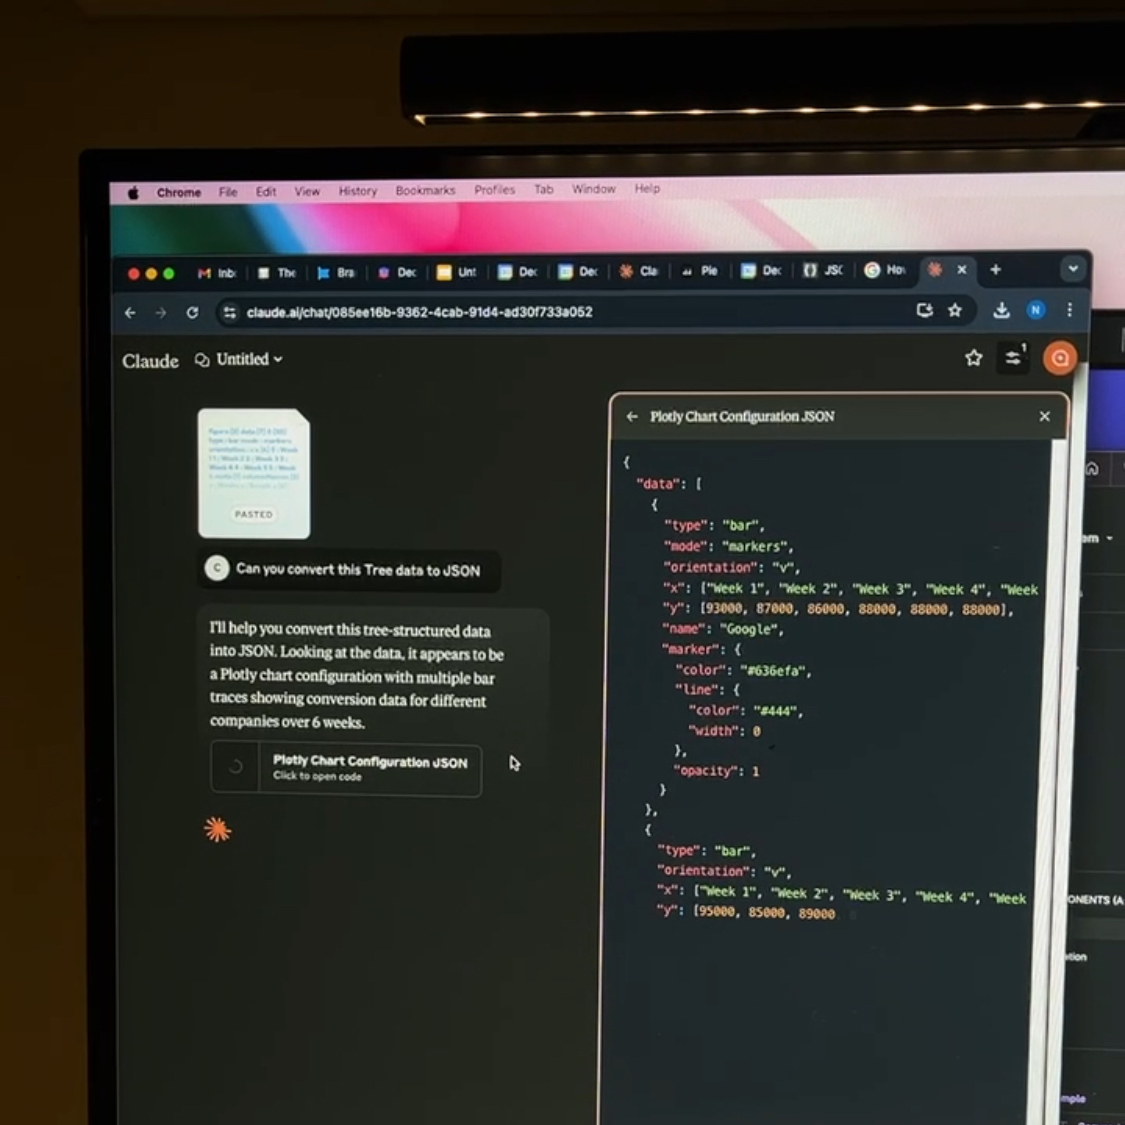 Chrome File Edit View History Bookmarks Profiles Tab Window Help
Inb The Bra Dec Unt Dec Dec Cla Ple Dec JS( Hov
claude.ai/chat/085ee16b-9362-4cab-91d4-ad30f733a052
N
Claude Untitled
1
PASTED
C Can you convert this Tree data to JSON
I'll help you convert this tree-structured data
into JSON. Looking at the data, it appears to be
a Plotly chart configuration with multiple bar
traces showing conversion data for different
companies over 6 weeks.
Plotly Chart Configuration JSON
Click to open code
Plotly Chart Configuration JSON
{
"data": [
{
"type": "bar",
"mode": "markers",
"orientation": "v",
"x": ["Week 1", "Week 2", "Week 3", "Week 4", "Week
"y": [93000, 87000, 86000, 88000, 88000, 88000],
"name": "Google",
"marker": {
"color": "#636efa",
"line": {
"color": "#444",
"width": 0
},
"opacity": 1
}
},
{
"type": "bar",
"orientation": "v",
"x": ["Week 1", "Week 2", "Week 3", "Week 4", "Week
"y": [95000, 85000, 89000
em
ONENTS (A
ation
mple